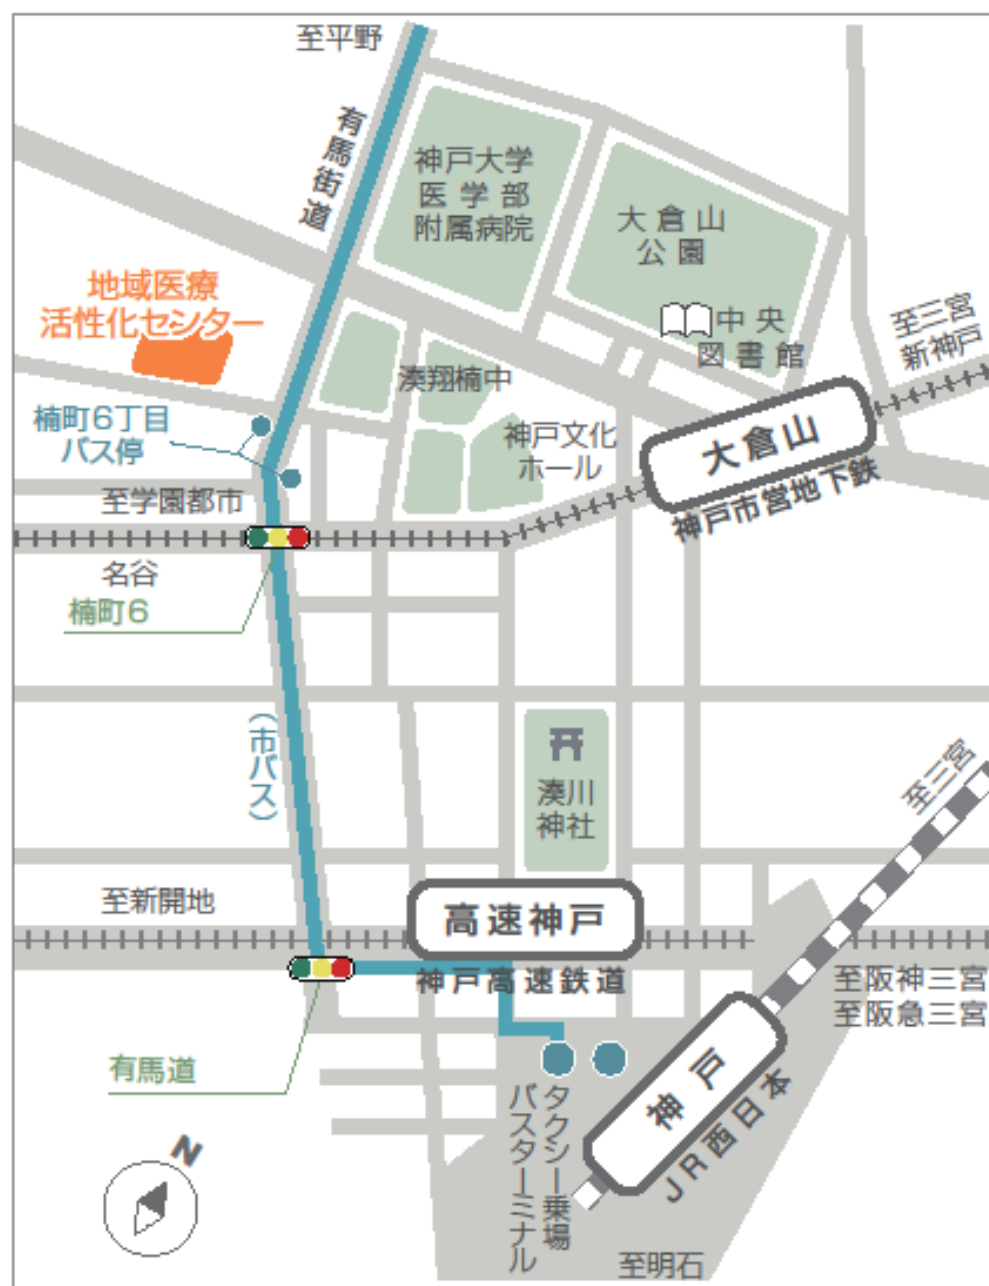 至平野
有馬街道
神戸大学
医学部
附属病院
大倉山
公園
中央
図書館
地域医療
活性化センター
至三宮
新神戸
湊翔楠中
楠町6丁目
バス停
神戸文化
ホール
大倉山
神戸市営地下鉄
至学園都市
名谷
楠町6
(市バス)
湊川
神社
至三宮
至新開地
高速神戸
神戸高速鉄道
至阪神三宮
至阪急三宮
有馬道
神戸
JR西日本
タクシー乗場
バスターミナル
至明石
N